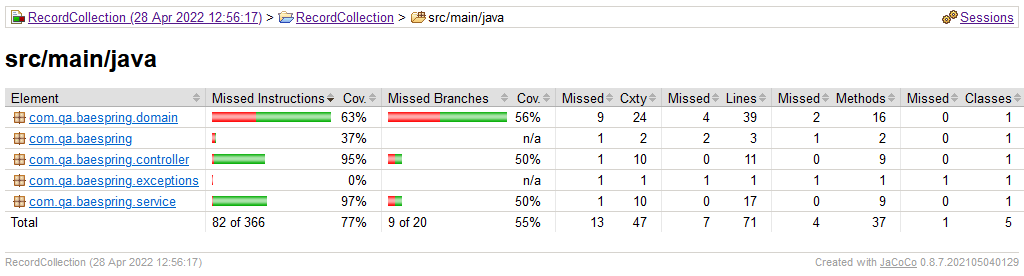 RecordCollection (28 Apr 2022 12:56:17) > RecordCollection > src/main/java Sessions
src/main/java
Element Missed Instructions Cov. Missed Branches Cov. Missed Cxty Missed Lines Missed Methods Missed Classes
com.qa.baespring.domain 63% 56% 9 24 4 39 2 16 0 1
com.qa.baespring 37% n/a 1 2 2 3 1 2 0 1
com.qa.baespring.controller 95% 50% 1 10 0 11 0 9 0 1
com.qa.baespring.exceptions 0% n/a 1 1 1 1 1 1 1 1
com.qa.baespring.service 97% 50% 1 10 0 17 0 9 0 1
Total 82 of 366 77% 9 of 20 55% 13 47 7 71 4 37 1 5
RecordCollection (28 Apr 2022 12:56:17) Created with JaCoCo 0.8.7.202105040129